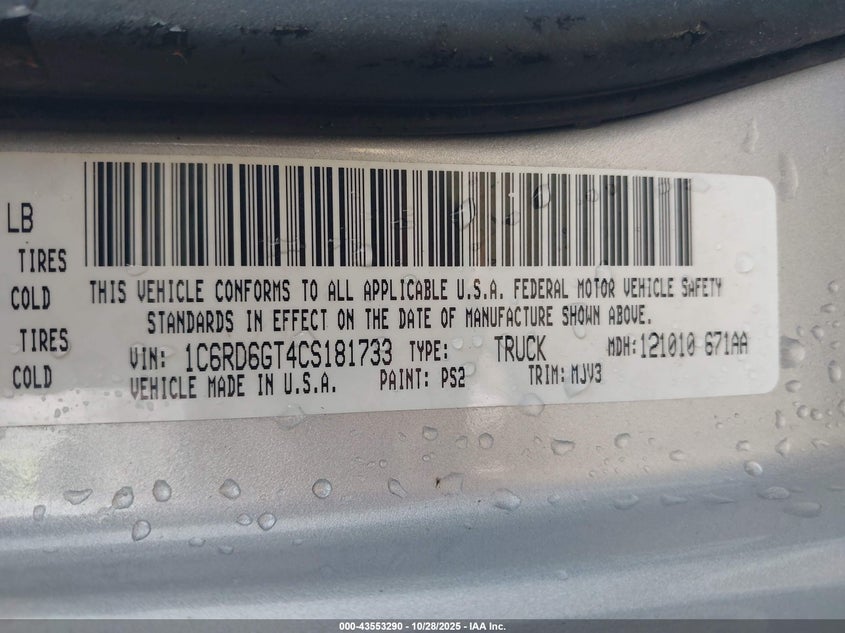 LB
TIRES
COLD
TIRES
COLD
THIS VEHICLE CONFORMS TO ALL APPLICABLE U.S.A. FEDERAL MOTOR VEHICLE SAFETY
STANDARDS IN EFFECT ON THE DATE OF MANUFACTURE SHOWN ABOVE.
VIN: 1C6RD6GT4CS181733 TYPE: TRUCK MDH:121010 671AA
VEHICLE MADE IN U.S.A. PAINT: PS2 TRIM: MJV3
000-43553290 - 10/28/2025 - IAA Inc.